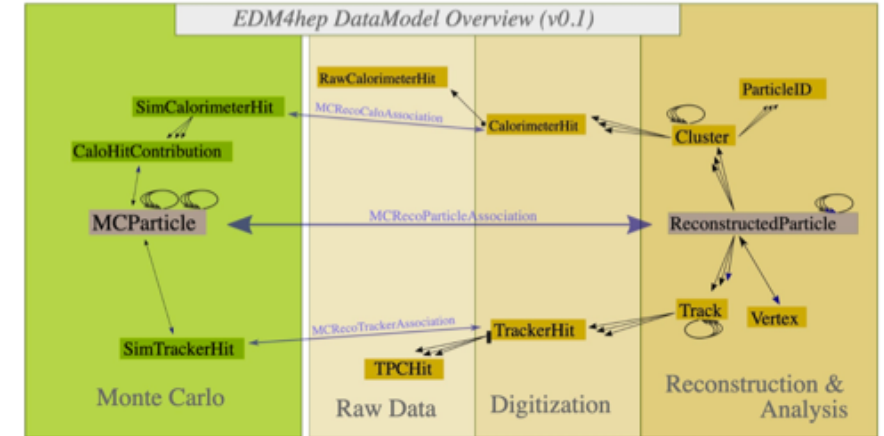 EDM4hep DataModel Overview (v0.1)
RawCalorimeterHit
ParticleID
SimCalorimeterHit
MCRecoCaloAssociation
CalorimeterHit
Cluster
CaloHitContribution
MCParticle
MCRecoParticleAssociation
ReconstructedParticle
MCRecoTrackerAssociation
TrackerHit
Track
Vertex
SimTrackerHit
TPCHit
Monte Carlo
Raw Data
Digitization
Reconstruction &
Analysis